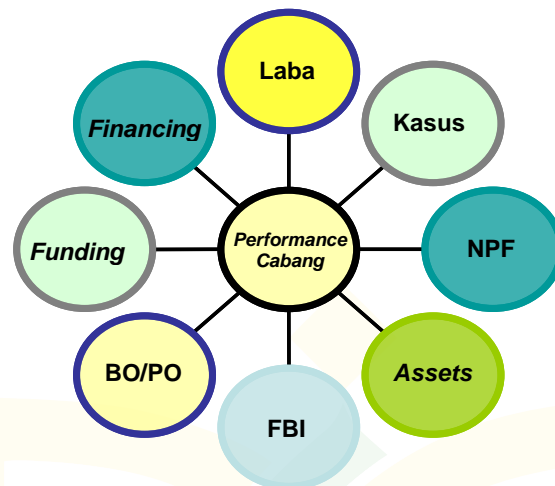 Laba
Financing
Kasus
Performance
Cabang
Funding
NPF
BO/PO
Assets
FBI